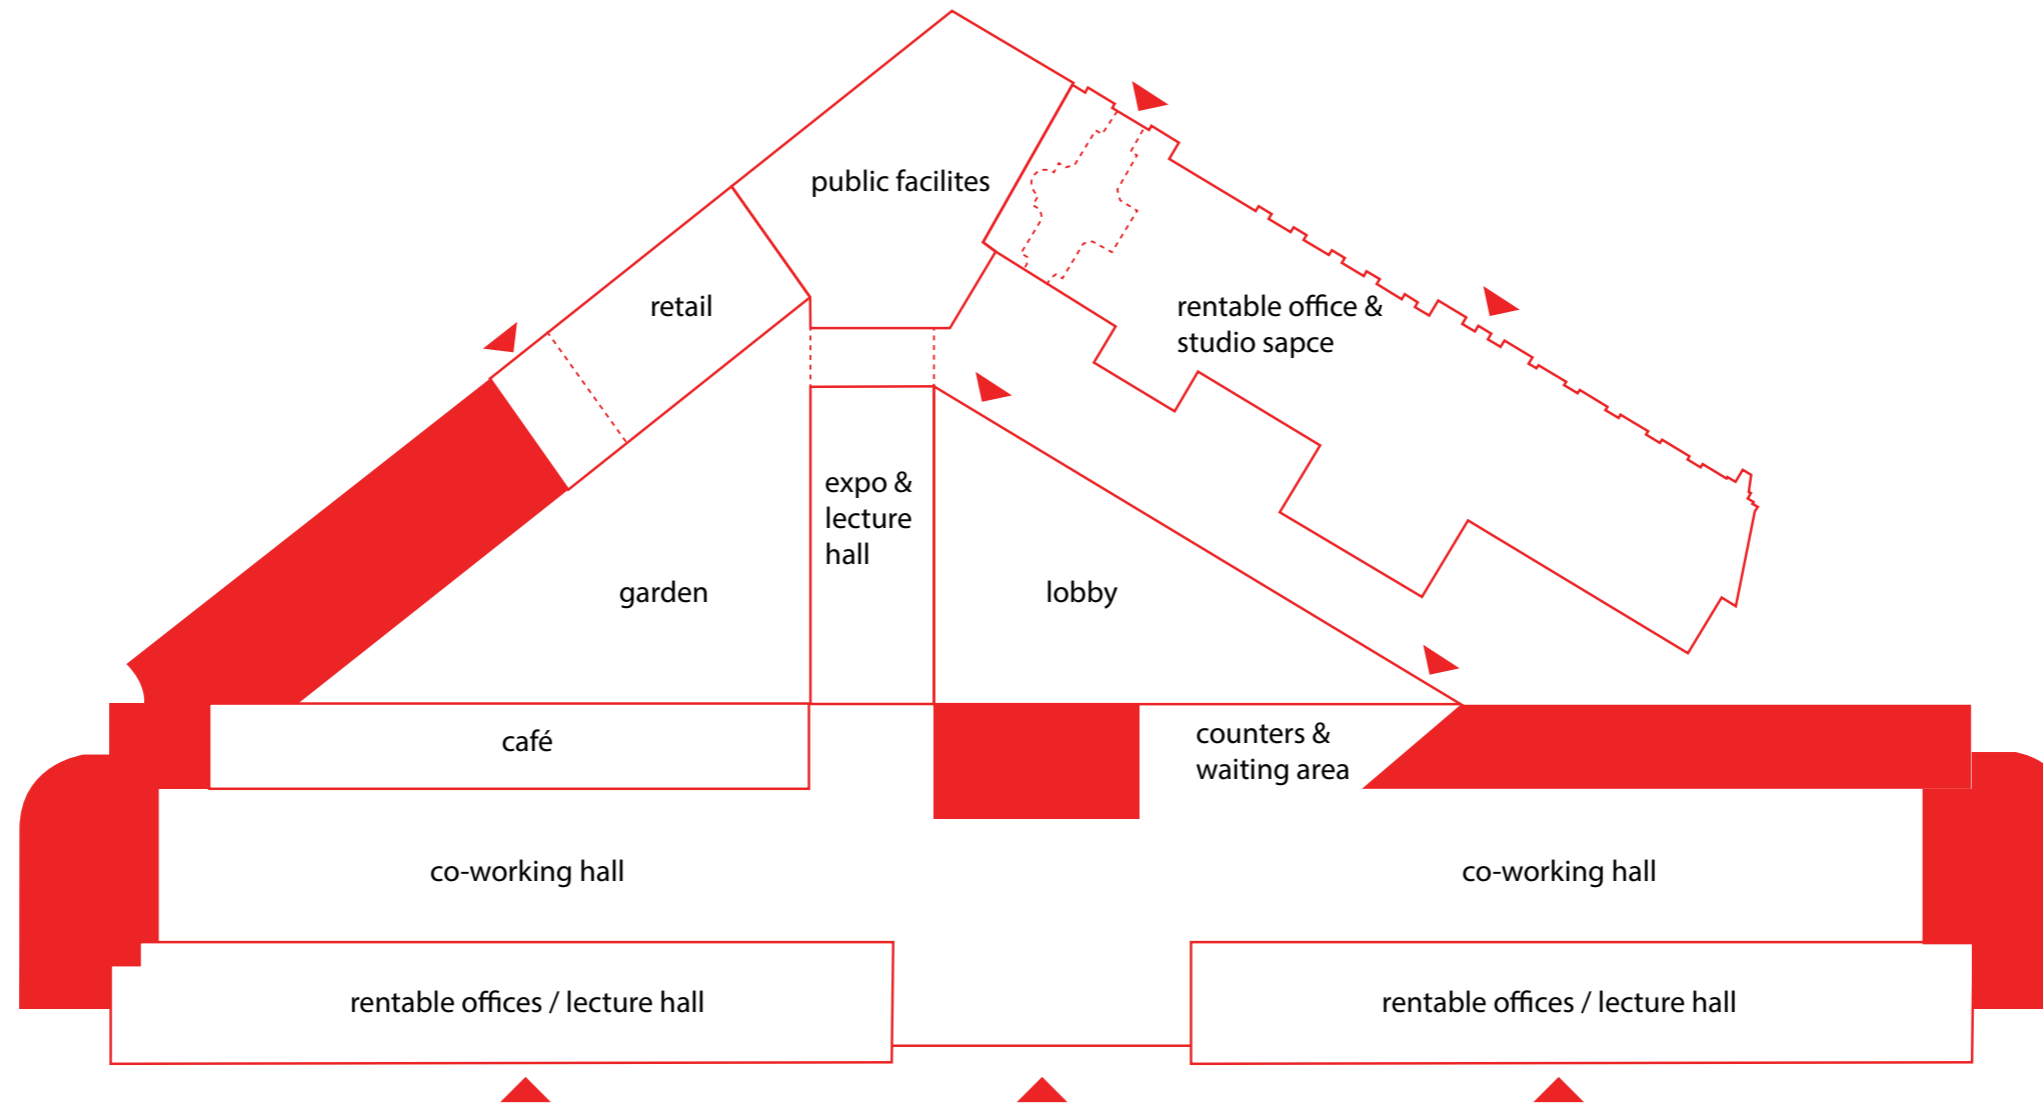 public facilites
retail
rentable office &
studio sapce
expo &
lecture
hall
garden
lobby
café
counters &
waiting area
co-working hall
co-working hall
rentable offices / lecture hall
rentable offices / lecture hall